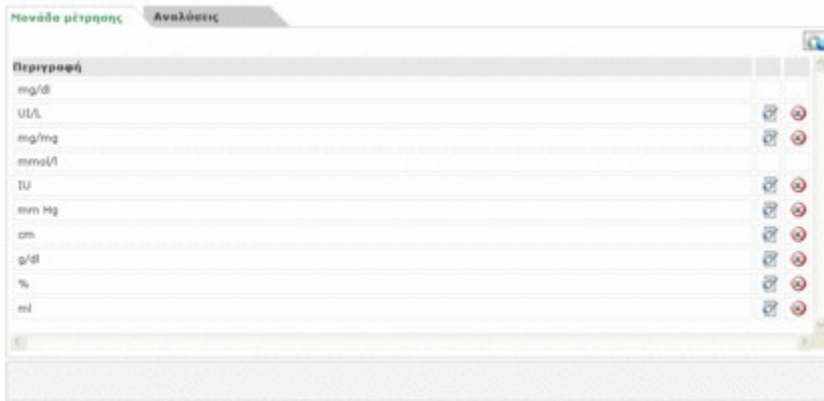 Μονάδα μέτρησης Αναλύσεις
Περιγραφή
mg/dl
UI/L
mg/mg
mmol/l
IU
mm Hg
cm
g/dl
%
ml